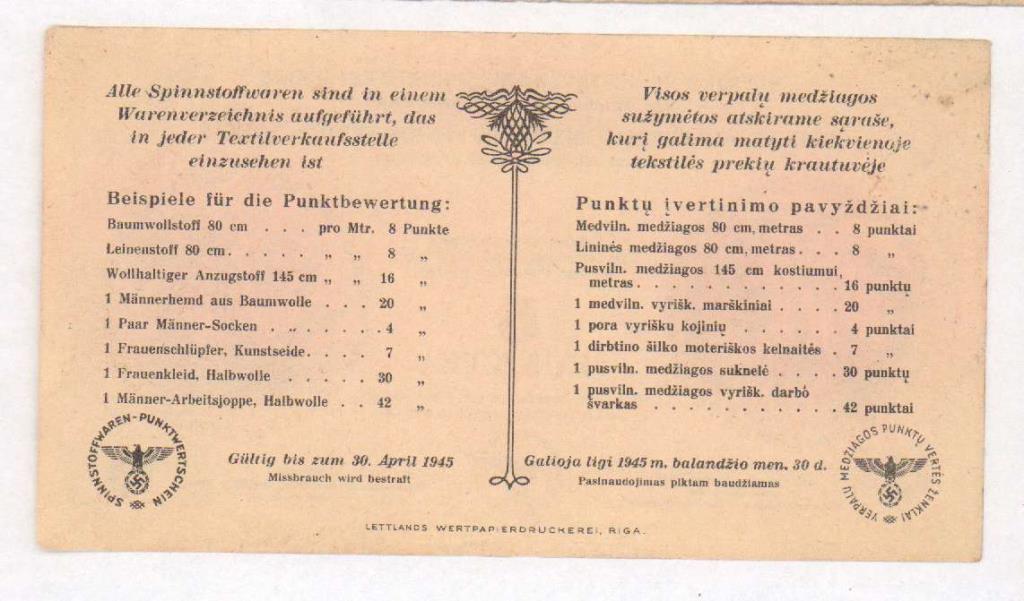 Alle Spinnstoffwaren sind in einem
Warenverzeichnis aufgeführt, das
in jeder Textilverkaufsstelle
einzusehen ist
Beispiele für die Punktbewertung:
Baumwollstoff 80 cm . . . pro Mtr. 8 Punkte
Leinenstoff 80 cm. . . . . „ „ 8 „
Wollhaltiger Anzugstoff 145 cm „ „ 16 „
1 Männerhemd aus Baumwolle . . . 20 „
1 Paar Männer-Socken . „ . . . . . 4 „
1 Frauenschlüpfer, Kunstseide. . . . 7 „
1 Frauenkleid, Halbwolle . . . . . 30 „
1 Männer-Arbeitsjoppe, Halbwolle . . 42 „
SPINNSTOFFWAREN-PUNKTWERTSCHEIN
Gültig bis zum 30. April 1945
Missbrauch wird bestraft
Visos verpalų medžiagos
sužymėtos atskirame sąraše,
kurį galima matyti kiekvienoje
tekstilės prekių krautuvėje
Punktų įvertinimo pavyždžiai:
Medviln. medžiagos 80 cm, metras . . 8 punktai
Lininės medžiagos 80 cm, metras. . . 8 „
Pusviln. medžiagos 145 cm kostiumui,
metras. . . . . . . . . . . . 16 punktų
1 medviln. vyrišk. marškiniai . . . . 20 „
1 pora vyrišku kojinių . . . . . . 4 punktai
1 dirbtino šilko moteriškos kelnaitės . 7 „
1 pusviln. medžiagos suknelė . . . . 30 punktų
1 pusviln. medžiagos vyrišk. darbo
švarkas . . . . . . . . . . . 42 punktai
Galioja ligi 1945 m. balandžio men. 30 d.
Pasinaudojimas piktam baudžiamas
VERPALŲ MEDŽIAGOS PUNKTŲ VERTĖS ŽENKLAI
LETTLANDS WERTPAPIERDRUCKEREI, RIGA.